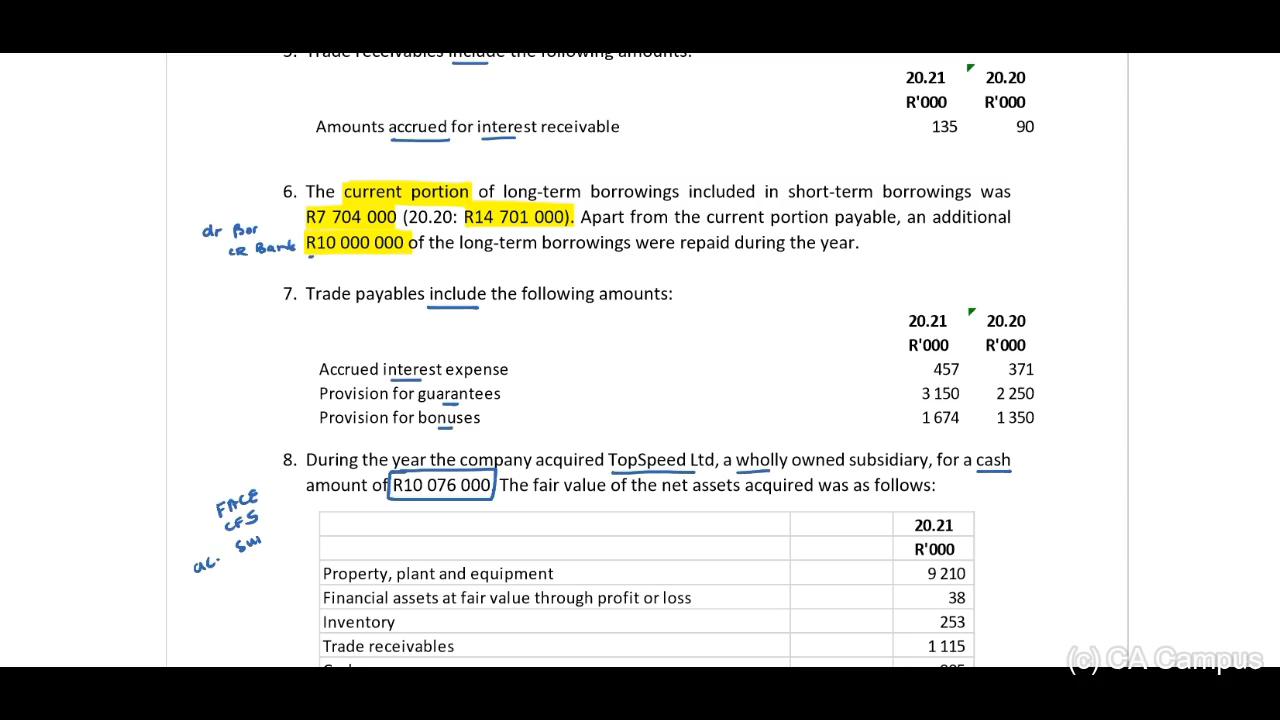 5. Trade receivables include the following amounts:
20.21 20.20
R'000 R'000
Amounts accrued for interest receivable 135 90
6. The current portion of long-term borrowings included in short-term borrowings was
R7 704 000 (20.20: R14 701 000). Apart from the current portion payable, an additional
dr Bor
CR Bank R10 000 000 of the long-term borrowings were repaid during the year.
7. Trade payables include the following amounts:
20.21 20.20
R'000 R'000
Accrued interest expense 457 371
Provision for guarantees 3 150 2 250
Provision for bonuses 1 674 1 350
8. During the year the company acquired TopSpeed Ltd, a wholly owned subsidiary, for a cash
amount of R10 076 000. The fair value of the net assets acquired was as follows:
FACE
CFS
20.21
R'000
Property, plant and equipment 9 210
Financial assets at fair value through profit or loss 38
Inventory 253
Trade receivables 1 115
(c) CA Campus